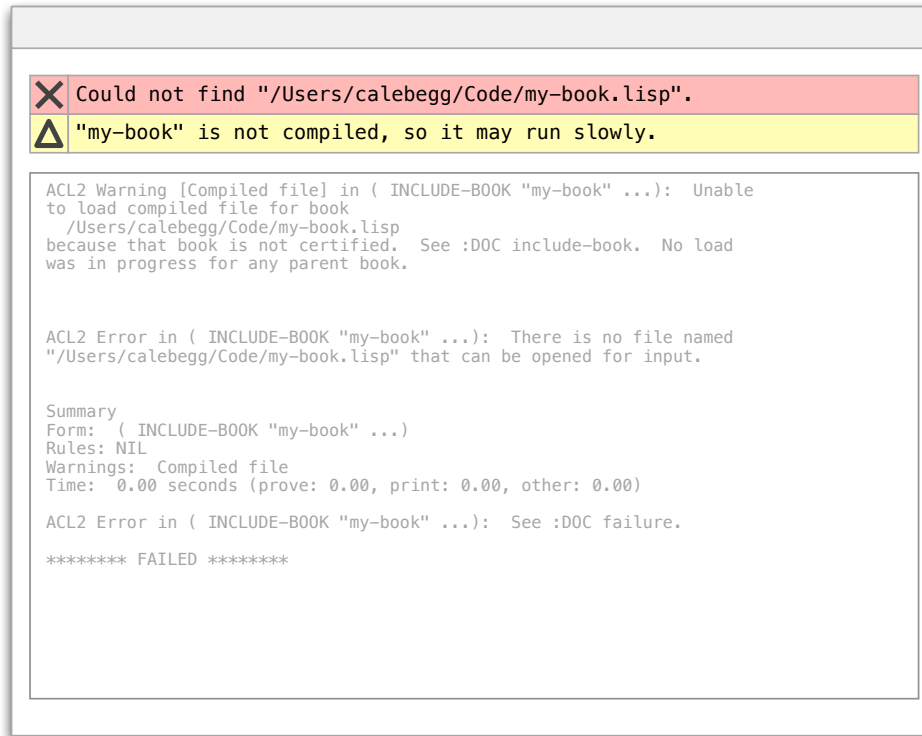 Could not find "/Users/calebegg/Code/my-book.lisp".
"my-book" is not compiled, so it may run slowly.
ACL2 Warning [Compiled file] in ( INCLUDE-BOOK "my-book" ...):  Unable
to load compiled file for book
  /Users/calebegg/Code/my-book.lisp
because that book is not certified.  See :DOC include-book.  No load
was in progress for any parent book.
ACL2 Error in ( INCLUDE-BOOK "my-book" ...):  There is no file named
"/Users/calebegg/Code/my-book.lisp" that can be opened for input.
Summary
Form:  ( INCLUDE-BOOK "my-book" ...)
Rules: NIL
Warnings:  Compiled file
Time:  0.00 seconds (prove: 0.00, print: 0.00, other: 0.00)
ACL2 Error in ( INCLUDE-BOOK "my-book" ...):  See :DOC failure.
******** FAILED ********